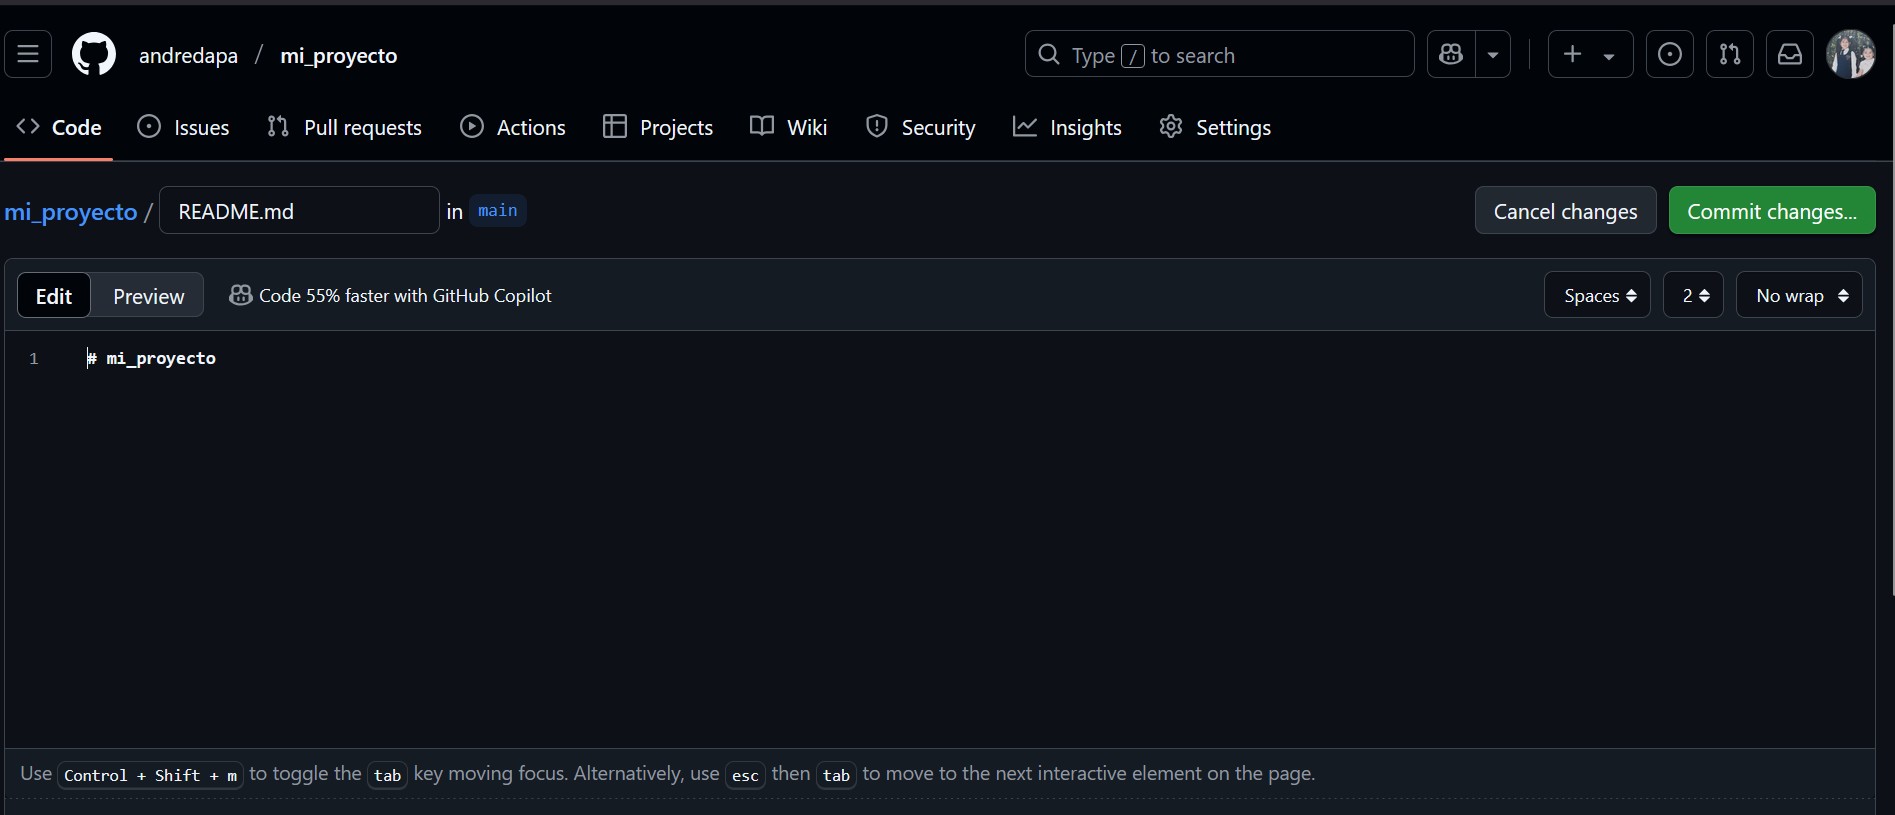 andredapa / mi_proyecto
Type / to search
Code
Issues
Pull requests
Actions
Projects
Wiki
Security
Insights
Settings
mi_proyecto / README.md in main
Cancel changes
Commit changes...
Edit
Preview
Code 55% faster with GitHub Copilot
Spaces
2
No wrap
1 # mi_proyecto
Use Control + Shift + m to toggle the tab key moving focus. Alternatively, use esc then tab to move to the next interactive element on the page.